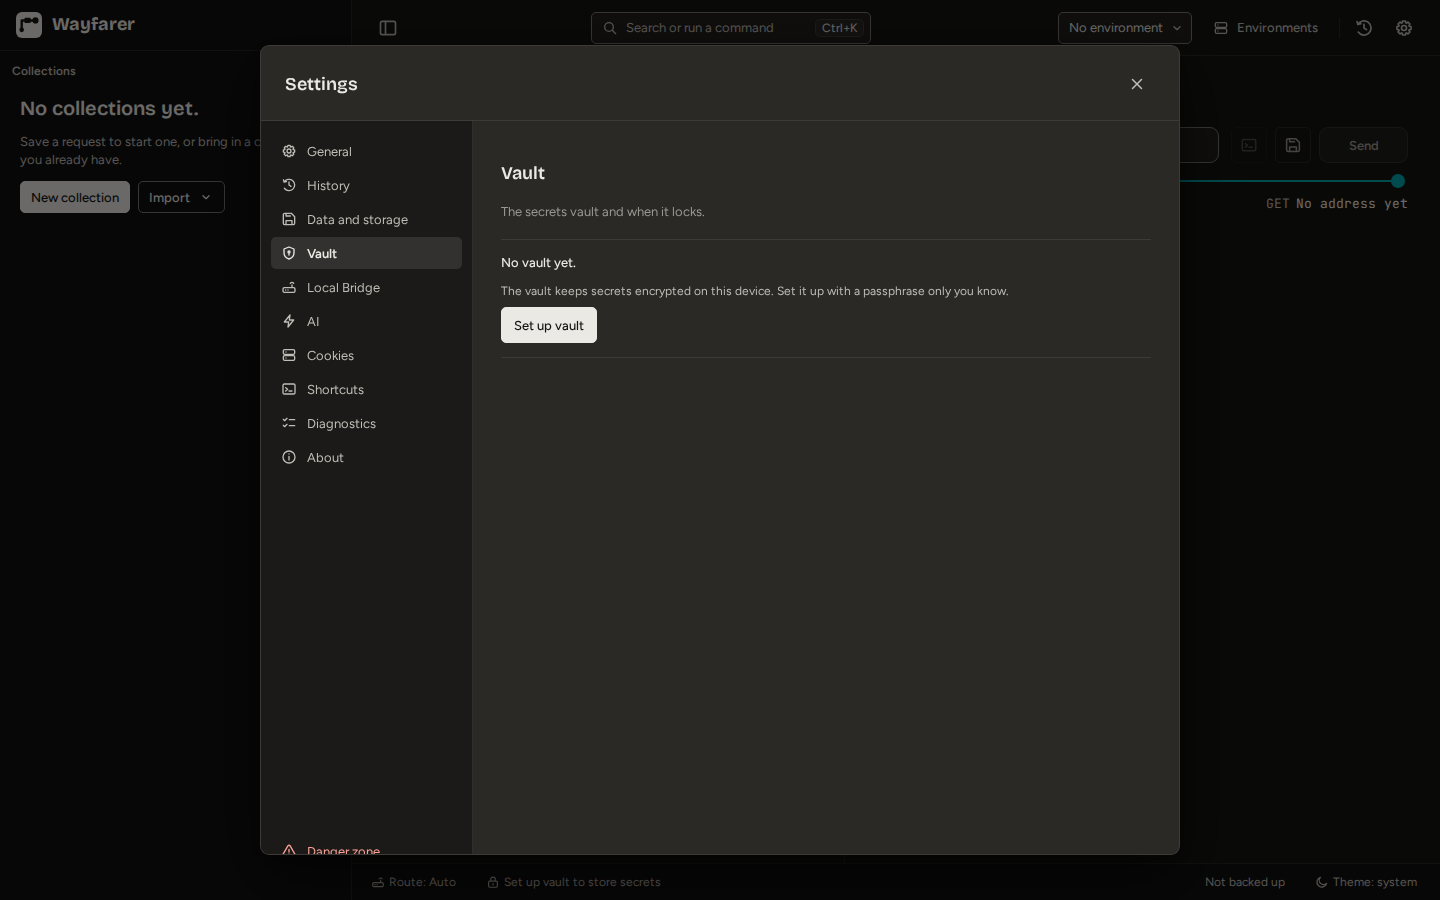 Wayfarer
Search or run a command
Ctrl+K
No environment
Environments
Collections
No collections yet.
Save a request to start one, or bring in a c
you already have.
New collection
Import
Settings
General
History
Data and storage
Vault
Local Bridge
AI
Cookies
Shortcuts
Diagnostics
About
Danger zone
Vault
The secrets vault and when it locks.
No vault yet.
The vault keeps secrets encrypted on this device. Set it up with a passphrase only you know.
Set up vault
Send
GET No address yet
Route: Auto
Set up vault to store secrets
Not backed up
Theme: system